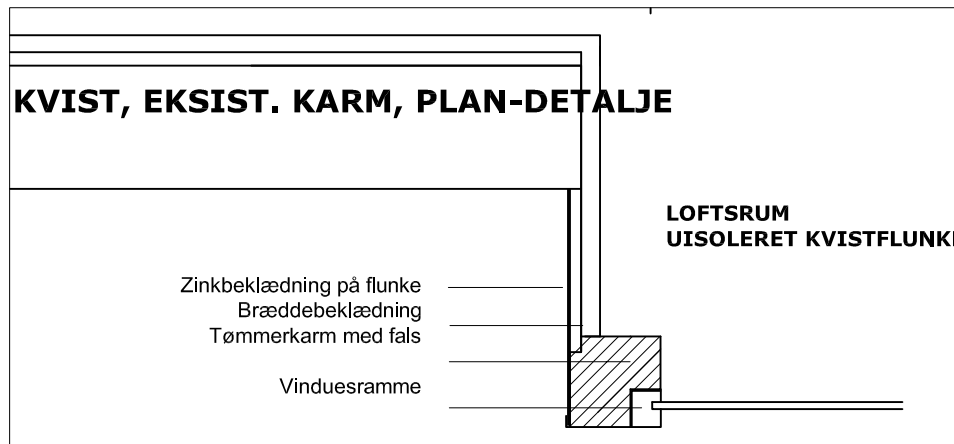 KVIST, EKSIST. KARM, PLAN-DETALJE
LOFTSRUM
UISOLERET KVISTFLUNK
Zinkbeklædning på flunke
Bræddebeklædning
Tømmerkarm med fals
Vinduesramme